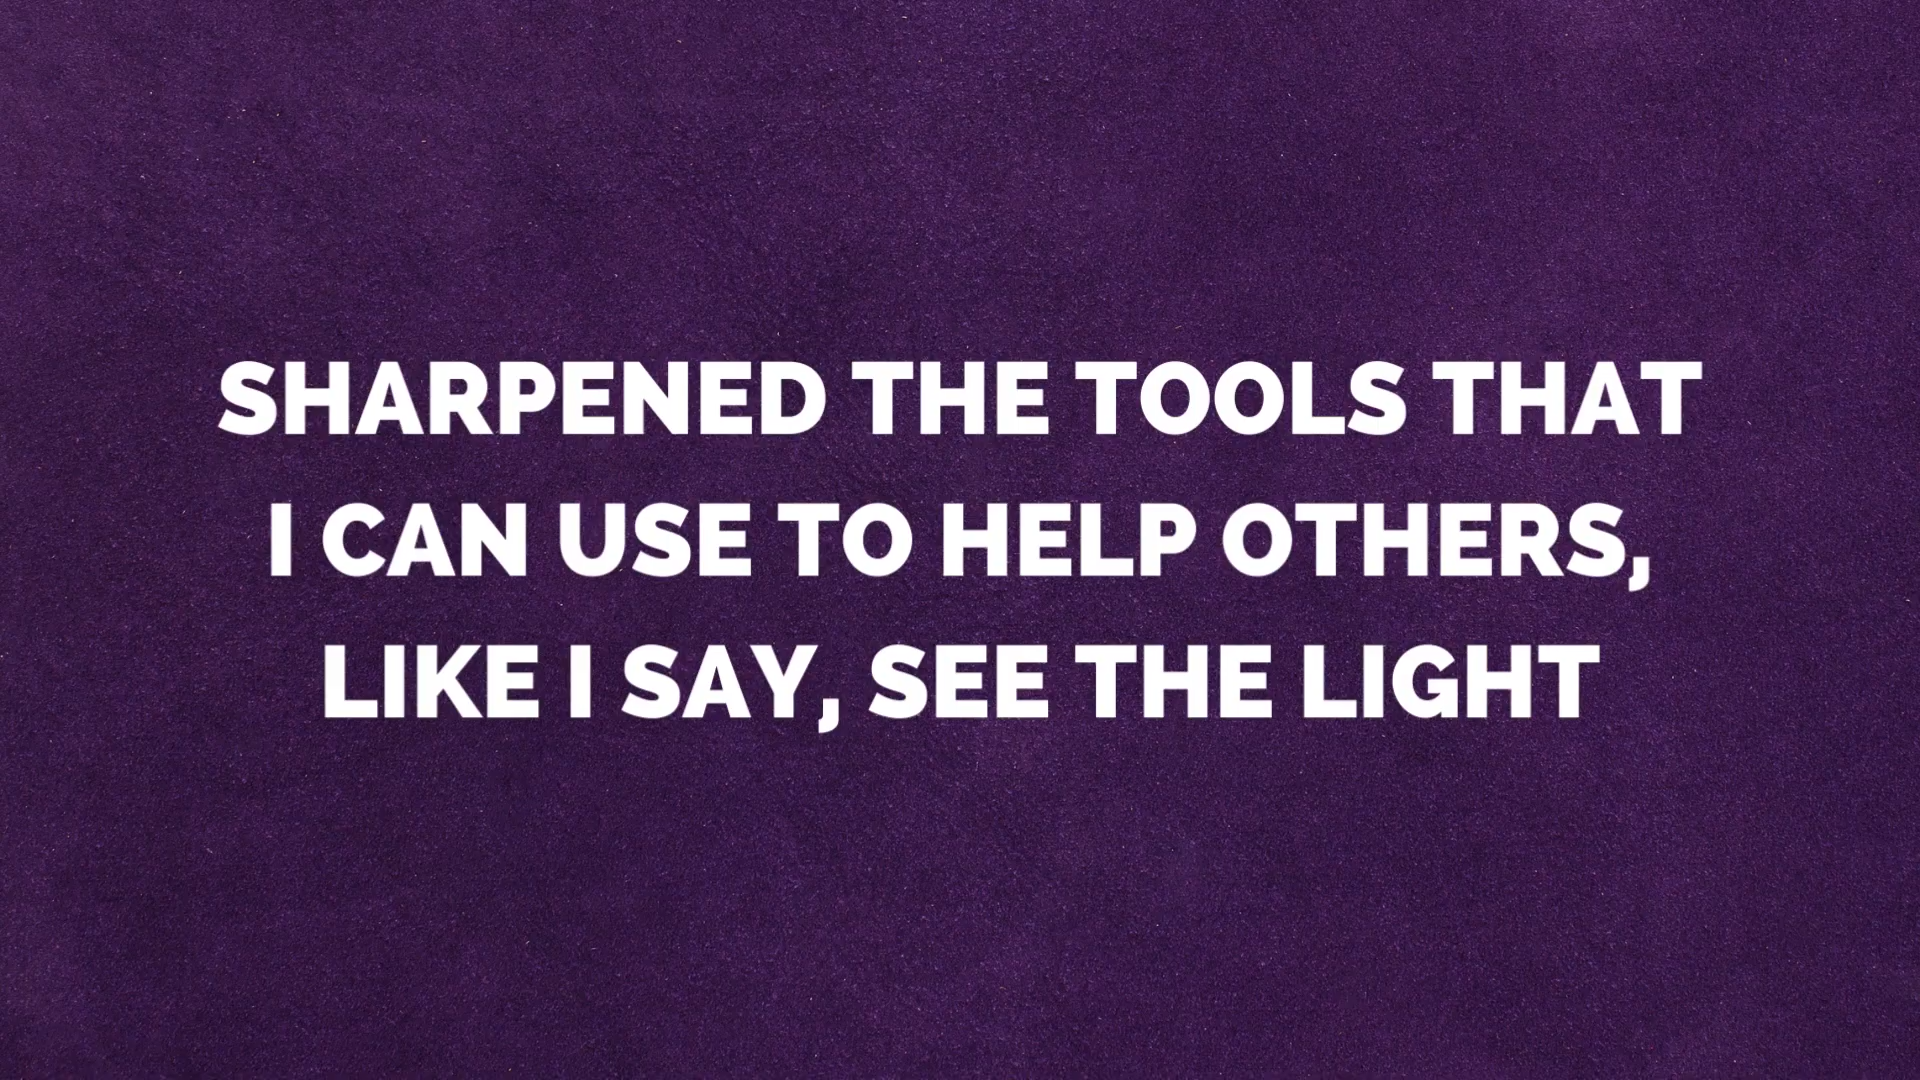 SHARPENED THE TOOLS THAT
I CAN USE TO HELP OTHERS,
LIKE I SAY, SEE THE LIGHT